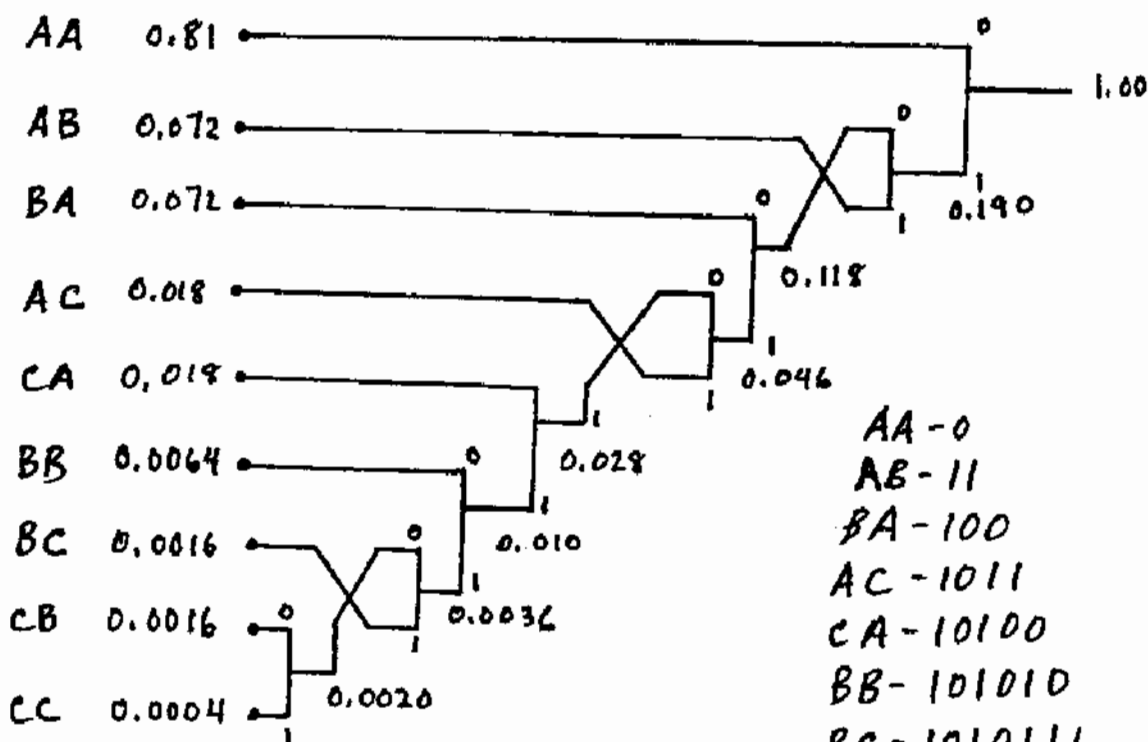 AA 0.81
0
1.00
AB 0.072
0
1
0.190
1
BA 0.072
0
0.118
AC 0.018
0
1
0.046
1
CA 0.018
1
0.028
BB 0.0064
0
1
0.010
BC 0.0016
0
1
0.0036
1
CB 0.0016
0
0.0020
CC 0.0004
1
AA - 0
AB - 11
BA - 100
AC - 1011
CA - 10100
BB - 101010